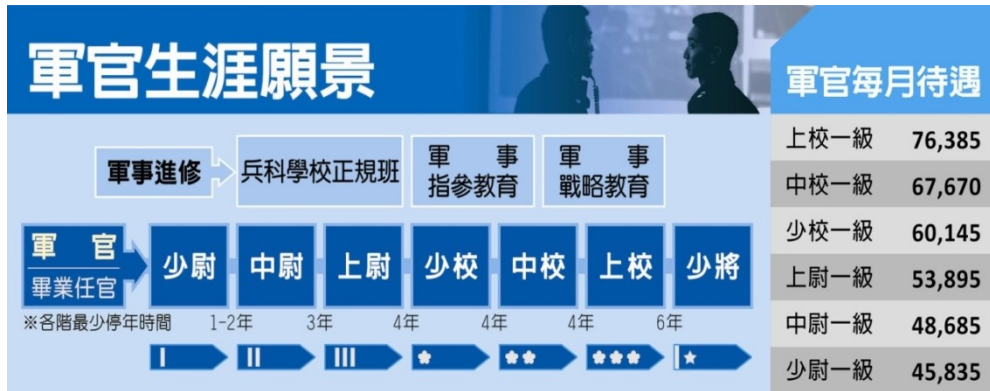 軍官生涯願景
軍事進修
兵科學校正規班
軍事
指參教育
軍事
戰略教育
軍官
畢業任官
少尉
中尉
上尉
少校
中校
上校
少將
※各階最少停年時間
1-2年
3年
4年
4年
4年
6年
軍官每月待遇
上校一級 76,385
中校一級 67,670
少校一級 60,145
上尉一級 53,895
中尉一級 48,685
少尉一級 45,835